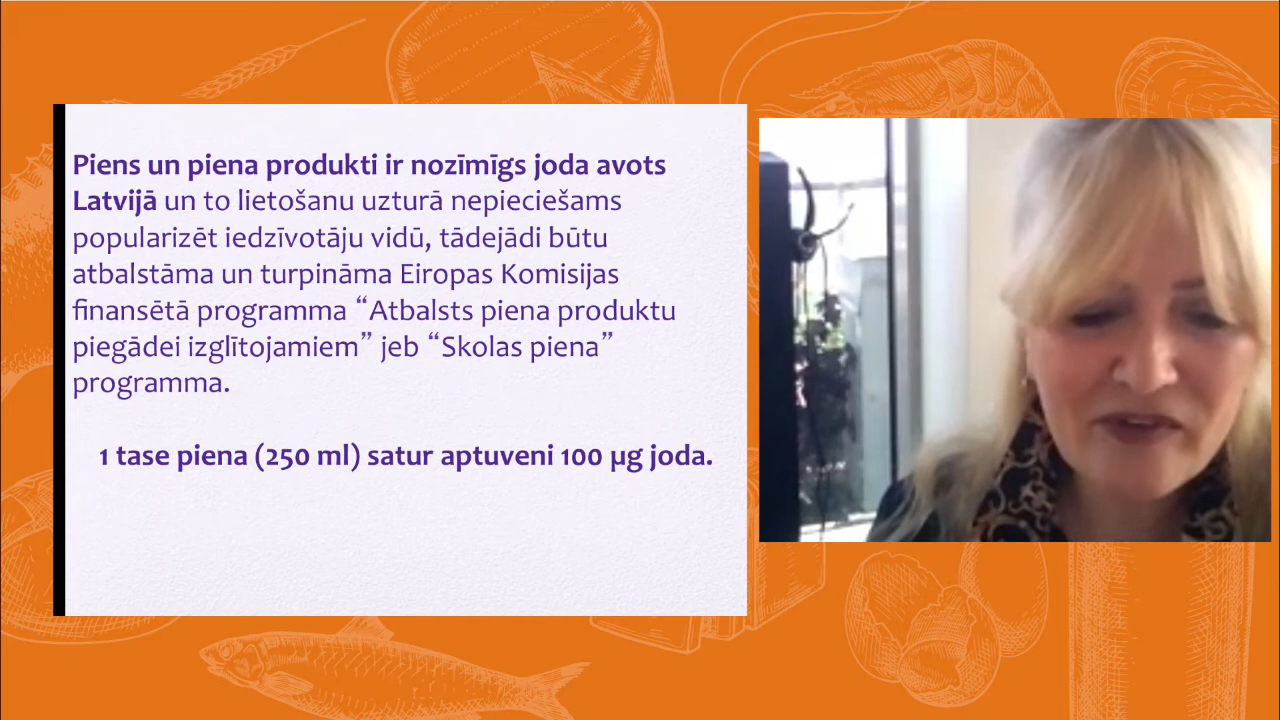 Piens un piena produkti ir nozīmīgs joda avots
Latvijā un to lietošanu uzturā nepieciešams
popularizēt iedzīvotāju vidū, tādejādi būtu
atbalstāma un turpināma Eiropas Komisijas
finansētā programma “Atbalsts piena produktu
piegādei izglītojamiem” jeb “Skolas piena”
programma.
1 tase piena (250 ml) satur aptuveni 100 µg joda.